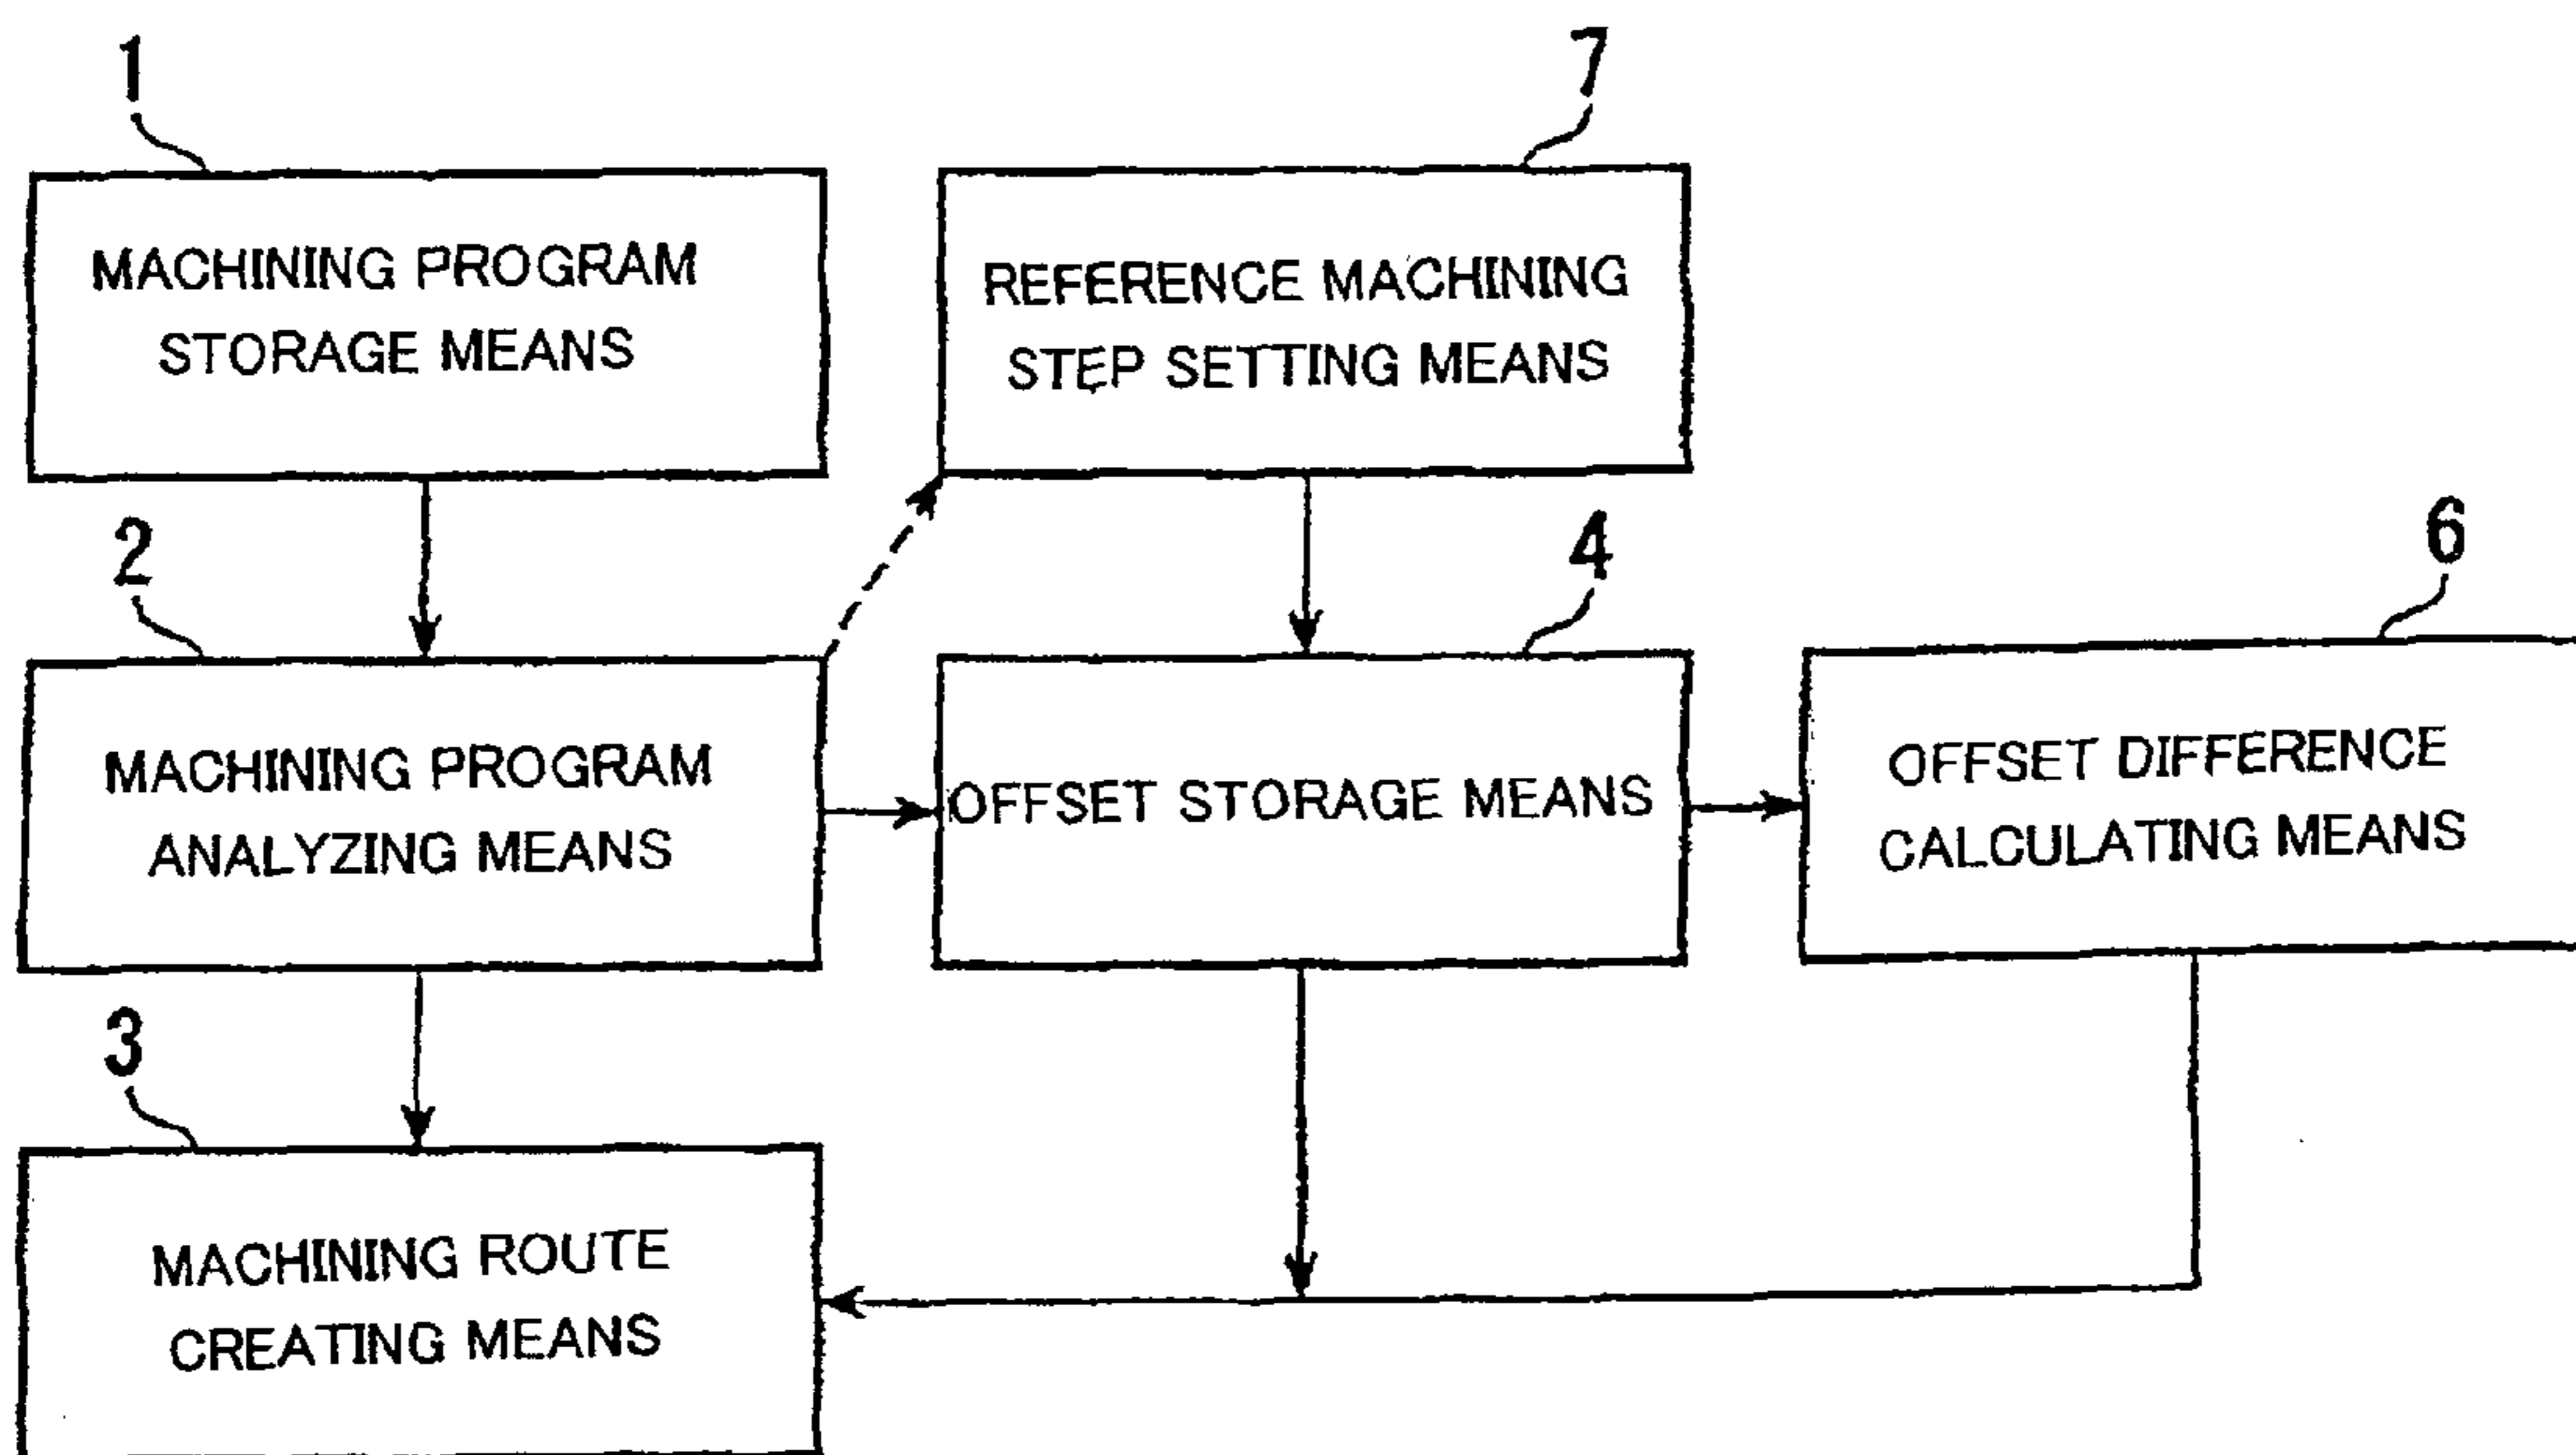 1
MACHINING PROGRAM
STORAGE MEANS
7
REFERENCE MACHINING
STEP SETTING MEANS
2
MACHINING PROGRAM
ANALYZING MEANS
4
OFFSET STORAGE MEANS
6
OFFSET DIFFERENCE
CALCULATING MEANS
3
MACHINING ROUTE
CREATING MEANS